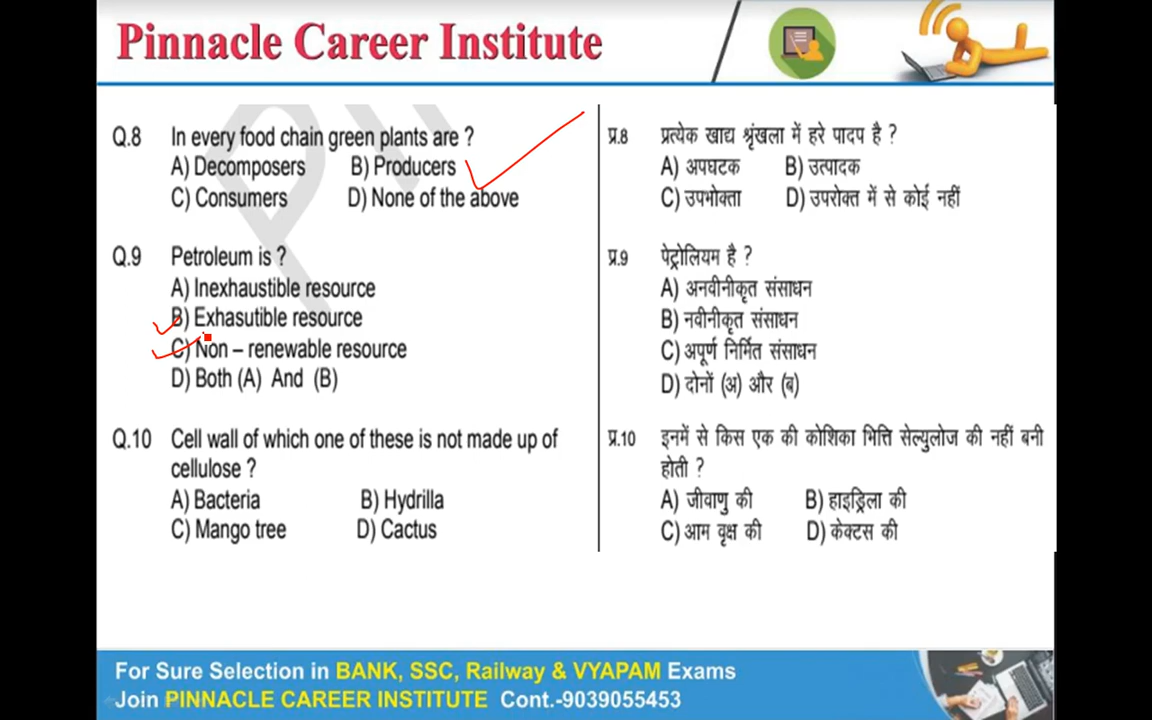 Pinnacle Career Institute
Q.8 In every food chain green plants are ?
A) Decomposers B) Producers
C) Consumers D) None of the above
Q.9 Petroleum is ?
A) Inexhaustible resource
B) Exhasutible resource
C) Non – renewable resource
D) Both (A) And (B)
Q.10 Cell wall of which one of these is not made up of
cellulose ?
A) Bacteria B) Hydrilla
C) Mango tree D) Cactus
प्र.8 प्रत्येक खाद्य श्रृंखला में हरे पादप है ?
A) अपघटक B) उत्पादक
C) उपभोक्ता D) उपरोक्त में से कोई नहीं
प्र.9 पेट्रोलियम है ?
A) अनवीनीकृत संसाधन
B) नवीनीकृत संसाधन
C) अपूर्ण निर्मित संसाधन
D) दोनों (अ) और (ब)
प्र.10 इनमें से किस एक की कोशिका भित्ति सेल्युलोज की नहीं बनी
होती ?
A) जीवाणु की B) हाइड्रिला की
C) आम वृक्ष की D) केक्टस की
For Sure Selection in BANK, SSC, Railway & VYAPAM Exams
Join PINNACLE CAREER INSTITUTE Cont.-9039055453